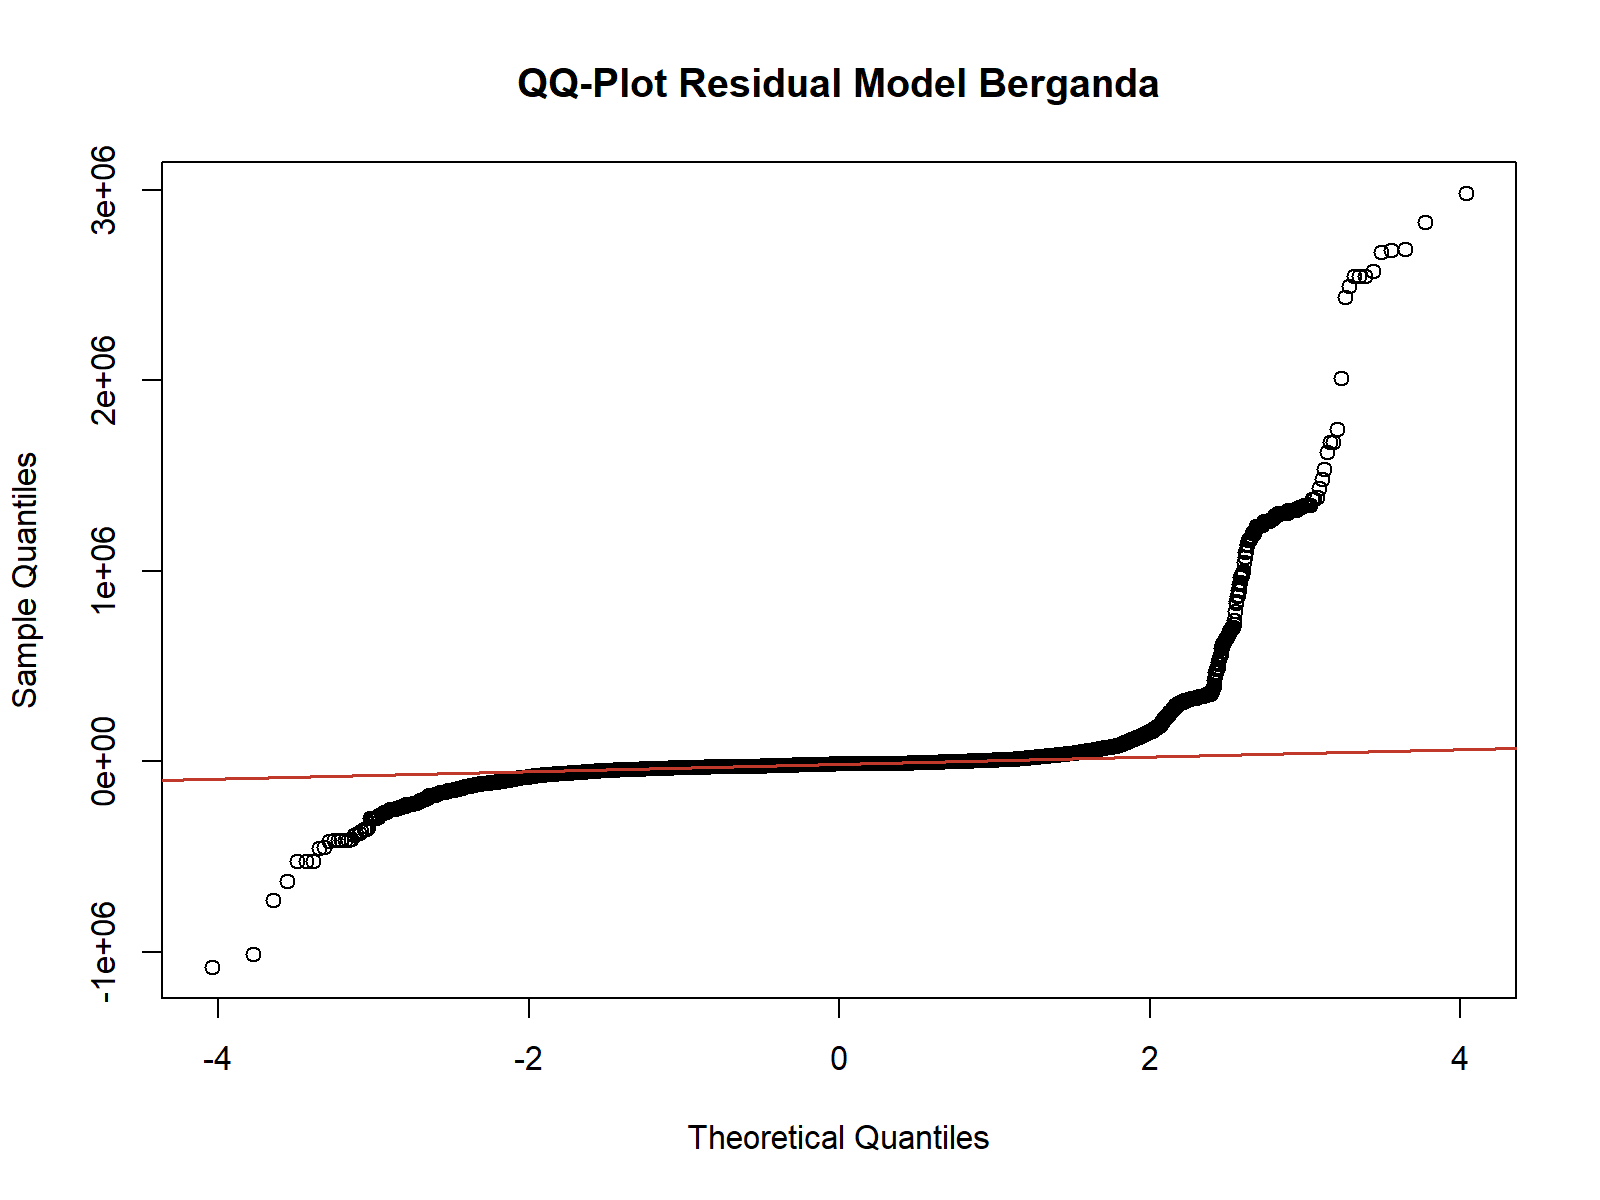 QQ-Plot Residual Model Berganda
3e+06
2e+06
1e+06
0e+00
-1e+06
Sample Quantiles
-4
-2
0
2
4
Theoretical Quantiles